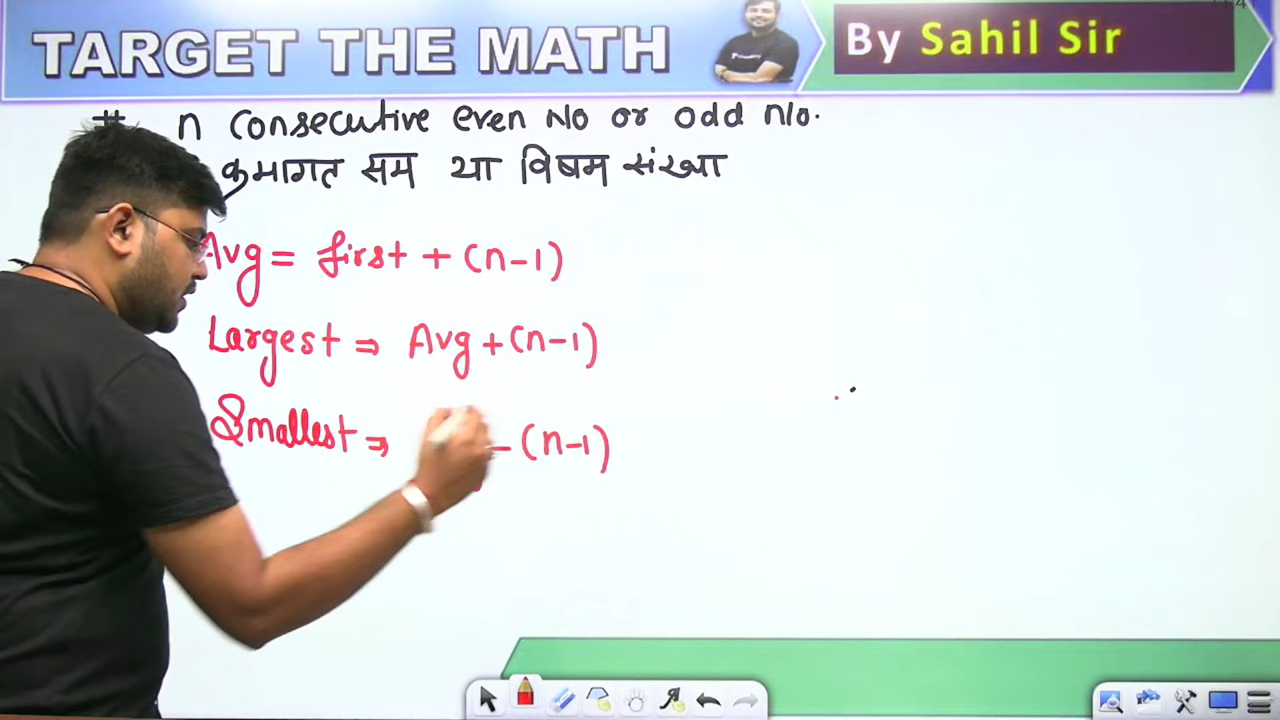 TARGET THE MATH
By Sahil Sir
# n Consecutive even No or odd no.
क्रमागत सम या विषम संख्या
Avg = first + (n-1)
Largest ⇒ Avg + (n-1)
Smallest ⇒ - (n-1)